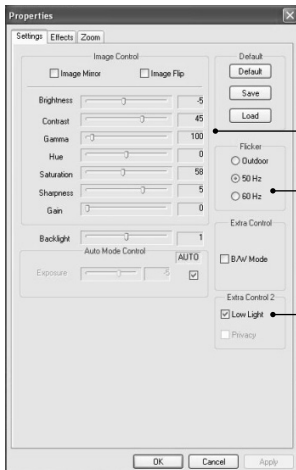 Properties
Settings Effects Zoom
Image Control
Image Mirror Image Flip
Brightness -5
Contrast 45
Gamma 100
Hue 0
Saturation 58
Sharpness 5
Gain 0
Backlight 1
Auto Mode Control
AUTO
Exposure -6
Default
Default
Save
Load
Flicker
Outdoor
50 Hz
60 Hz
Extra Control
B/W Mode
Extra Control 2
Low Light
Privacy
OK Cancel Apply